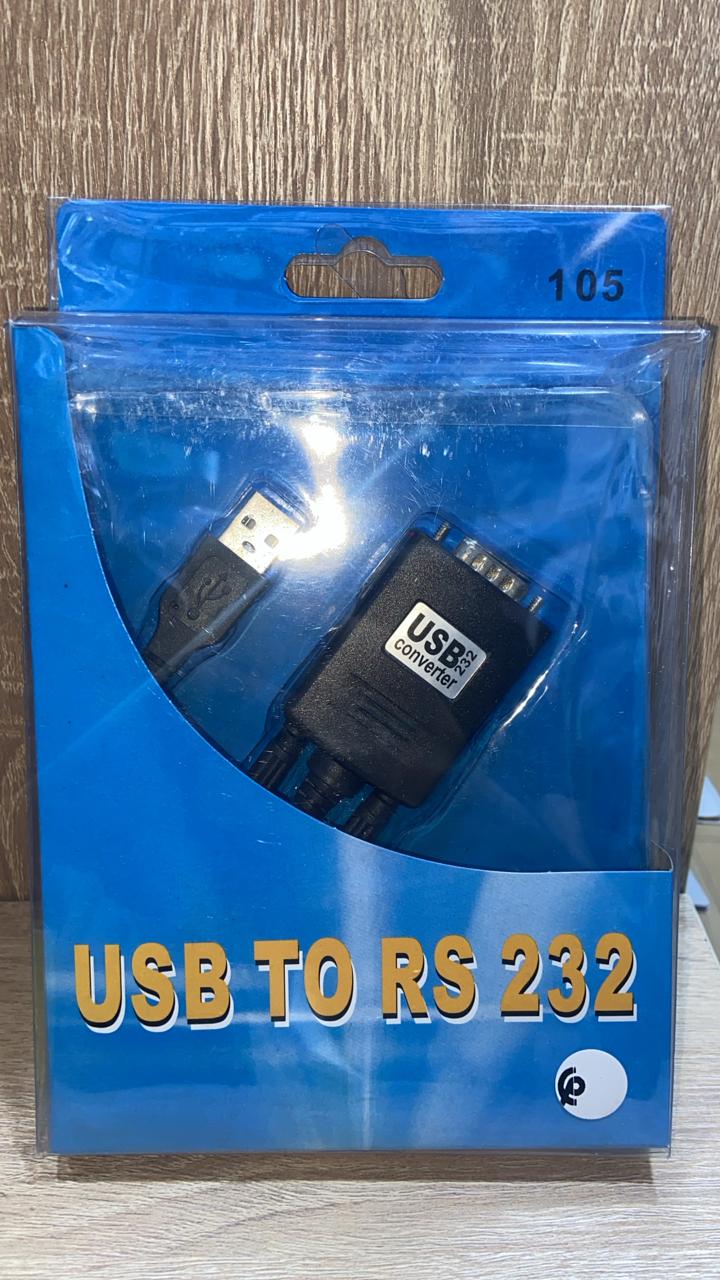 105
USB
232
converter
USB TO RS 232